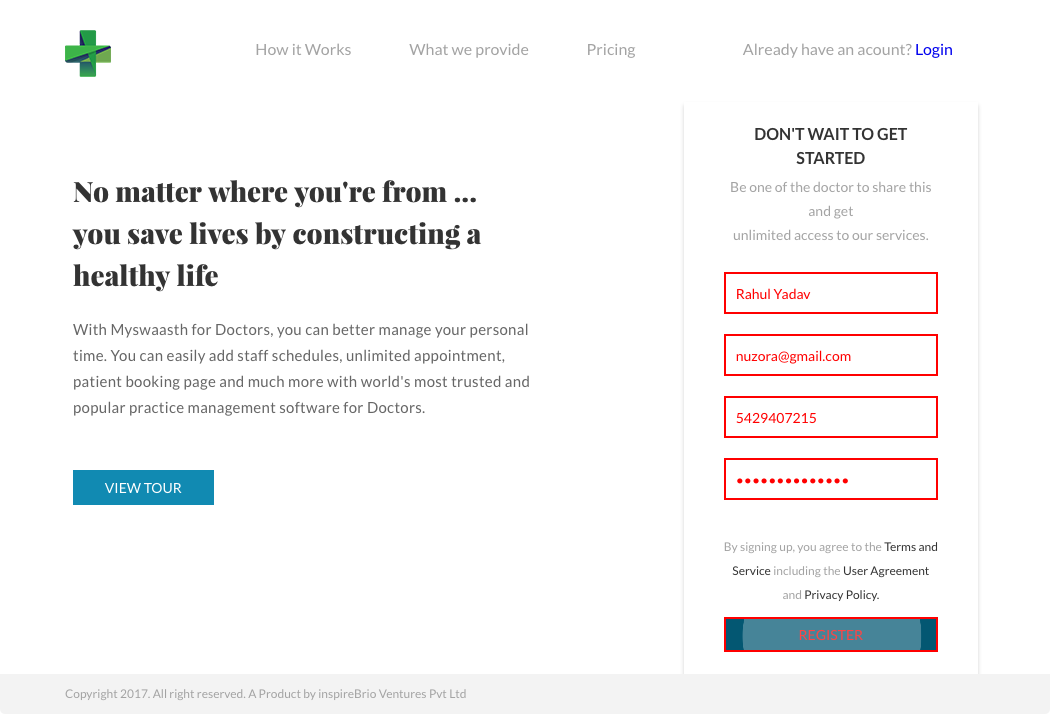 How it Works
What we provide
Pricing
Already have an acount? Login
No matter where you're from ...
you save lives by constructing a
healthy life
With Myswaasth for Doctors, you can better manage your personal
time. You can easily add staff schedules, unlimited appointment,
patient booking page and much more with world's most trusted and
popular practice management software for Doctors.
VIEW TOUR
DON'T WAIT TO GET
STARTED
Be one of the doctor to share this
and get
unlimited access to our services.
Rahul Yadav
nuzora@gmail.com
5429407215
••••••••••••••
By signing up, you agree to the Terms and
Service including the User Agreement
and Privacy Policy.
REGISTER
Copyright 2017. All right reserved. A Product by inspireBrio Ventures Pvt Ltd